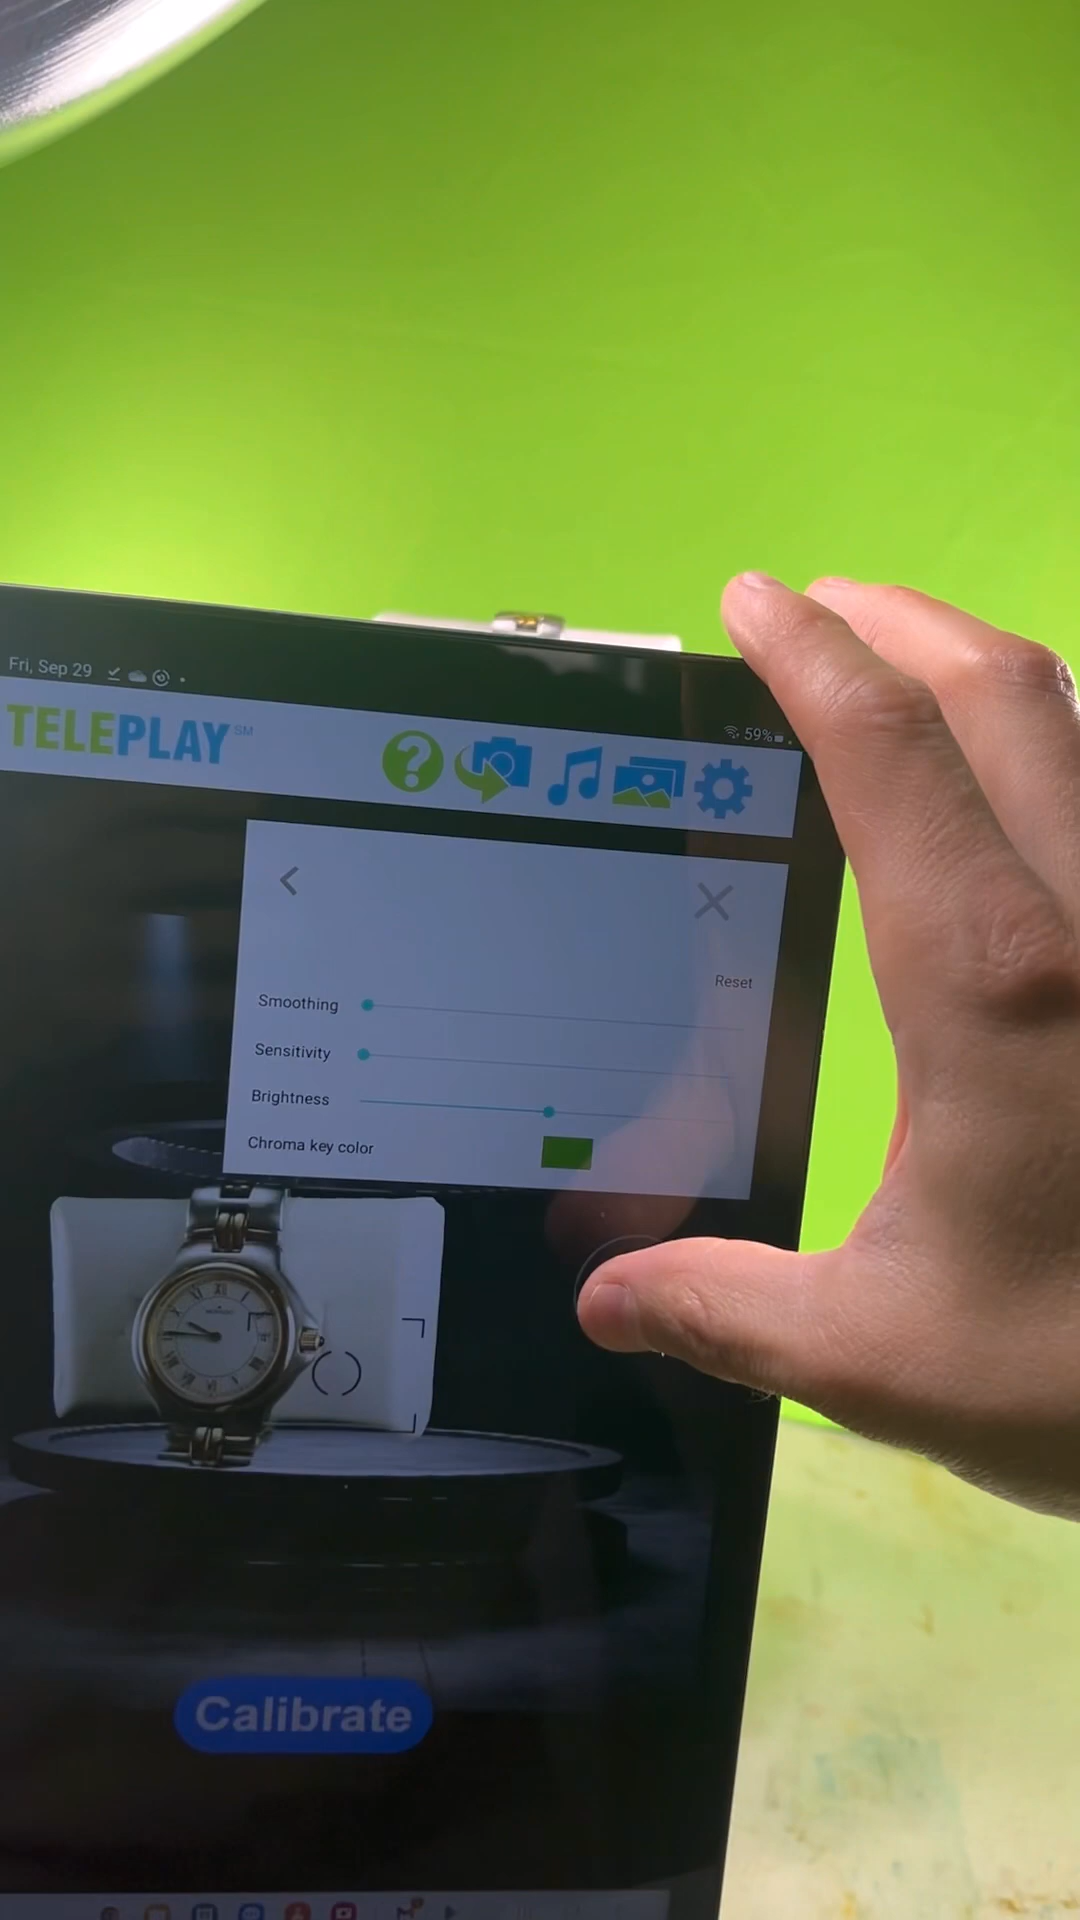 Fri, Sep 29
59%
TELEPLAY SM
Reset
Smoothing
Sensitivity
Brightness
Chroma key color
Calibrate